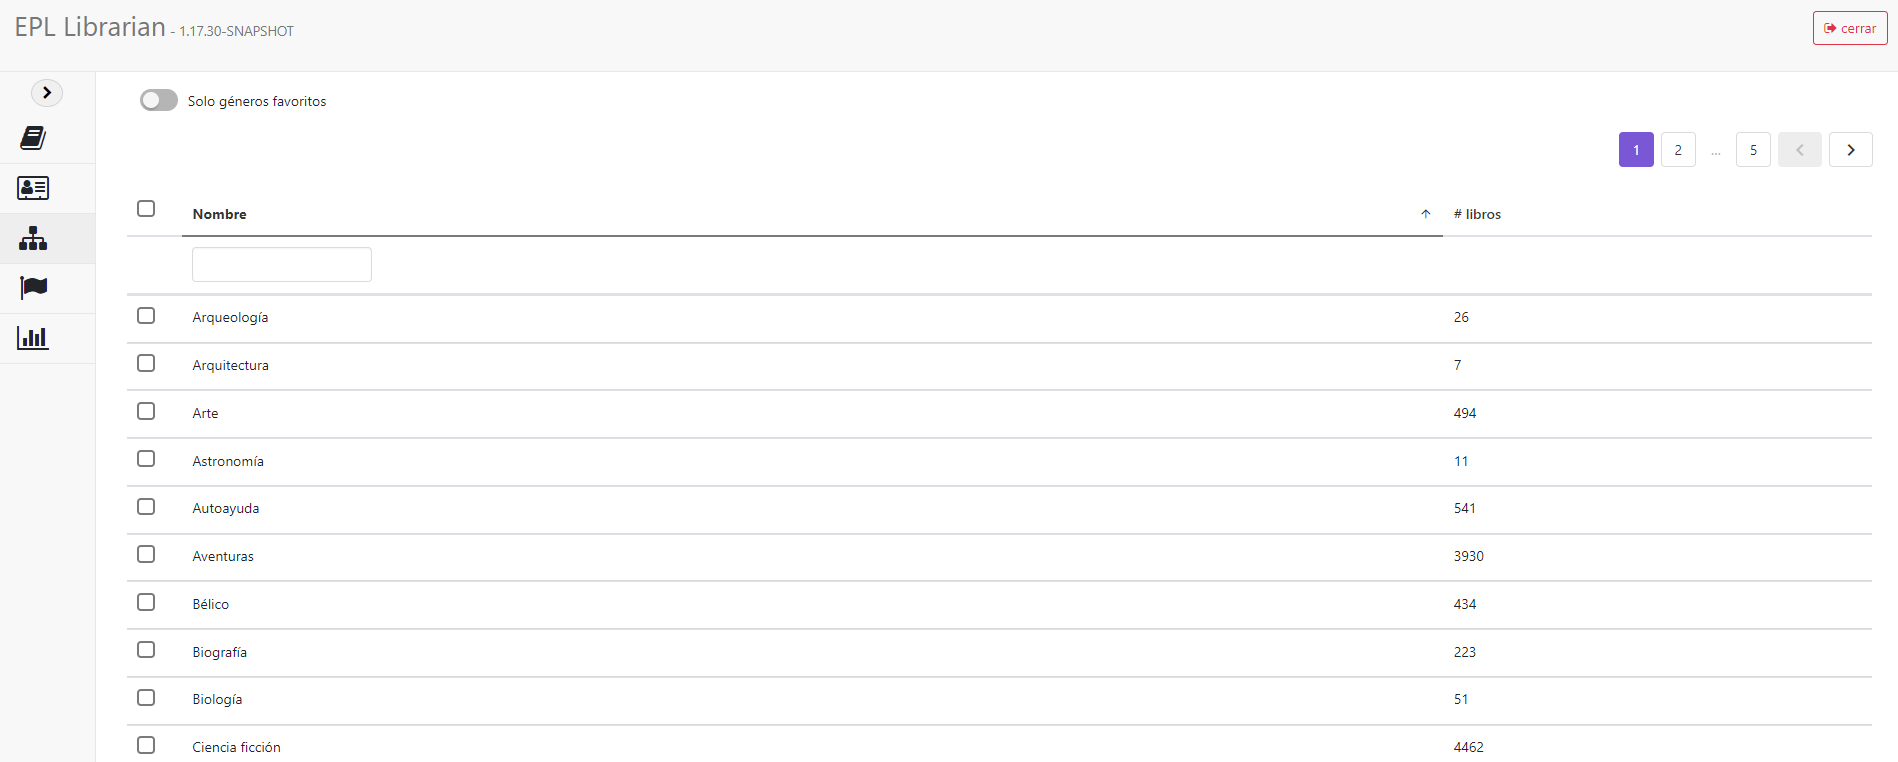 EPL Librarian - 1.17.30-SNAPSHOT
cerrar
Solo géneros favoritos
1 2 ... 5
Nombre # libros
Arqueología 26
Arquitectura 7
Arte 494
Astronomía 11
Autoayuda 541
Aventuras 3930
Bélico 434
Biografía 223
Biología 51
Ciencia ficción 4462